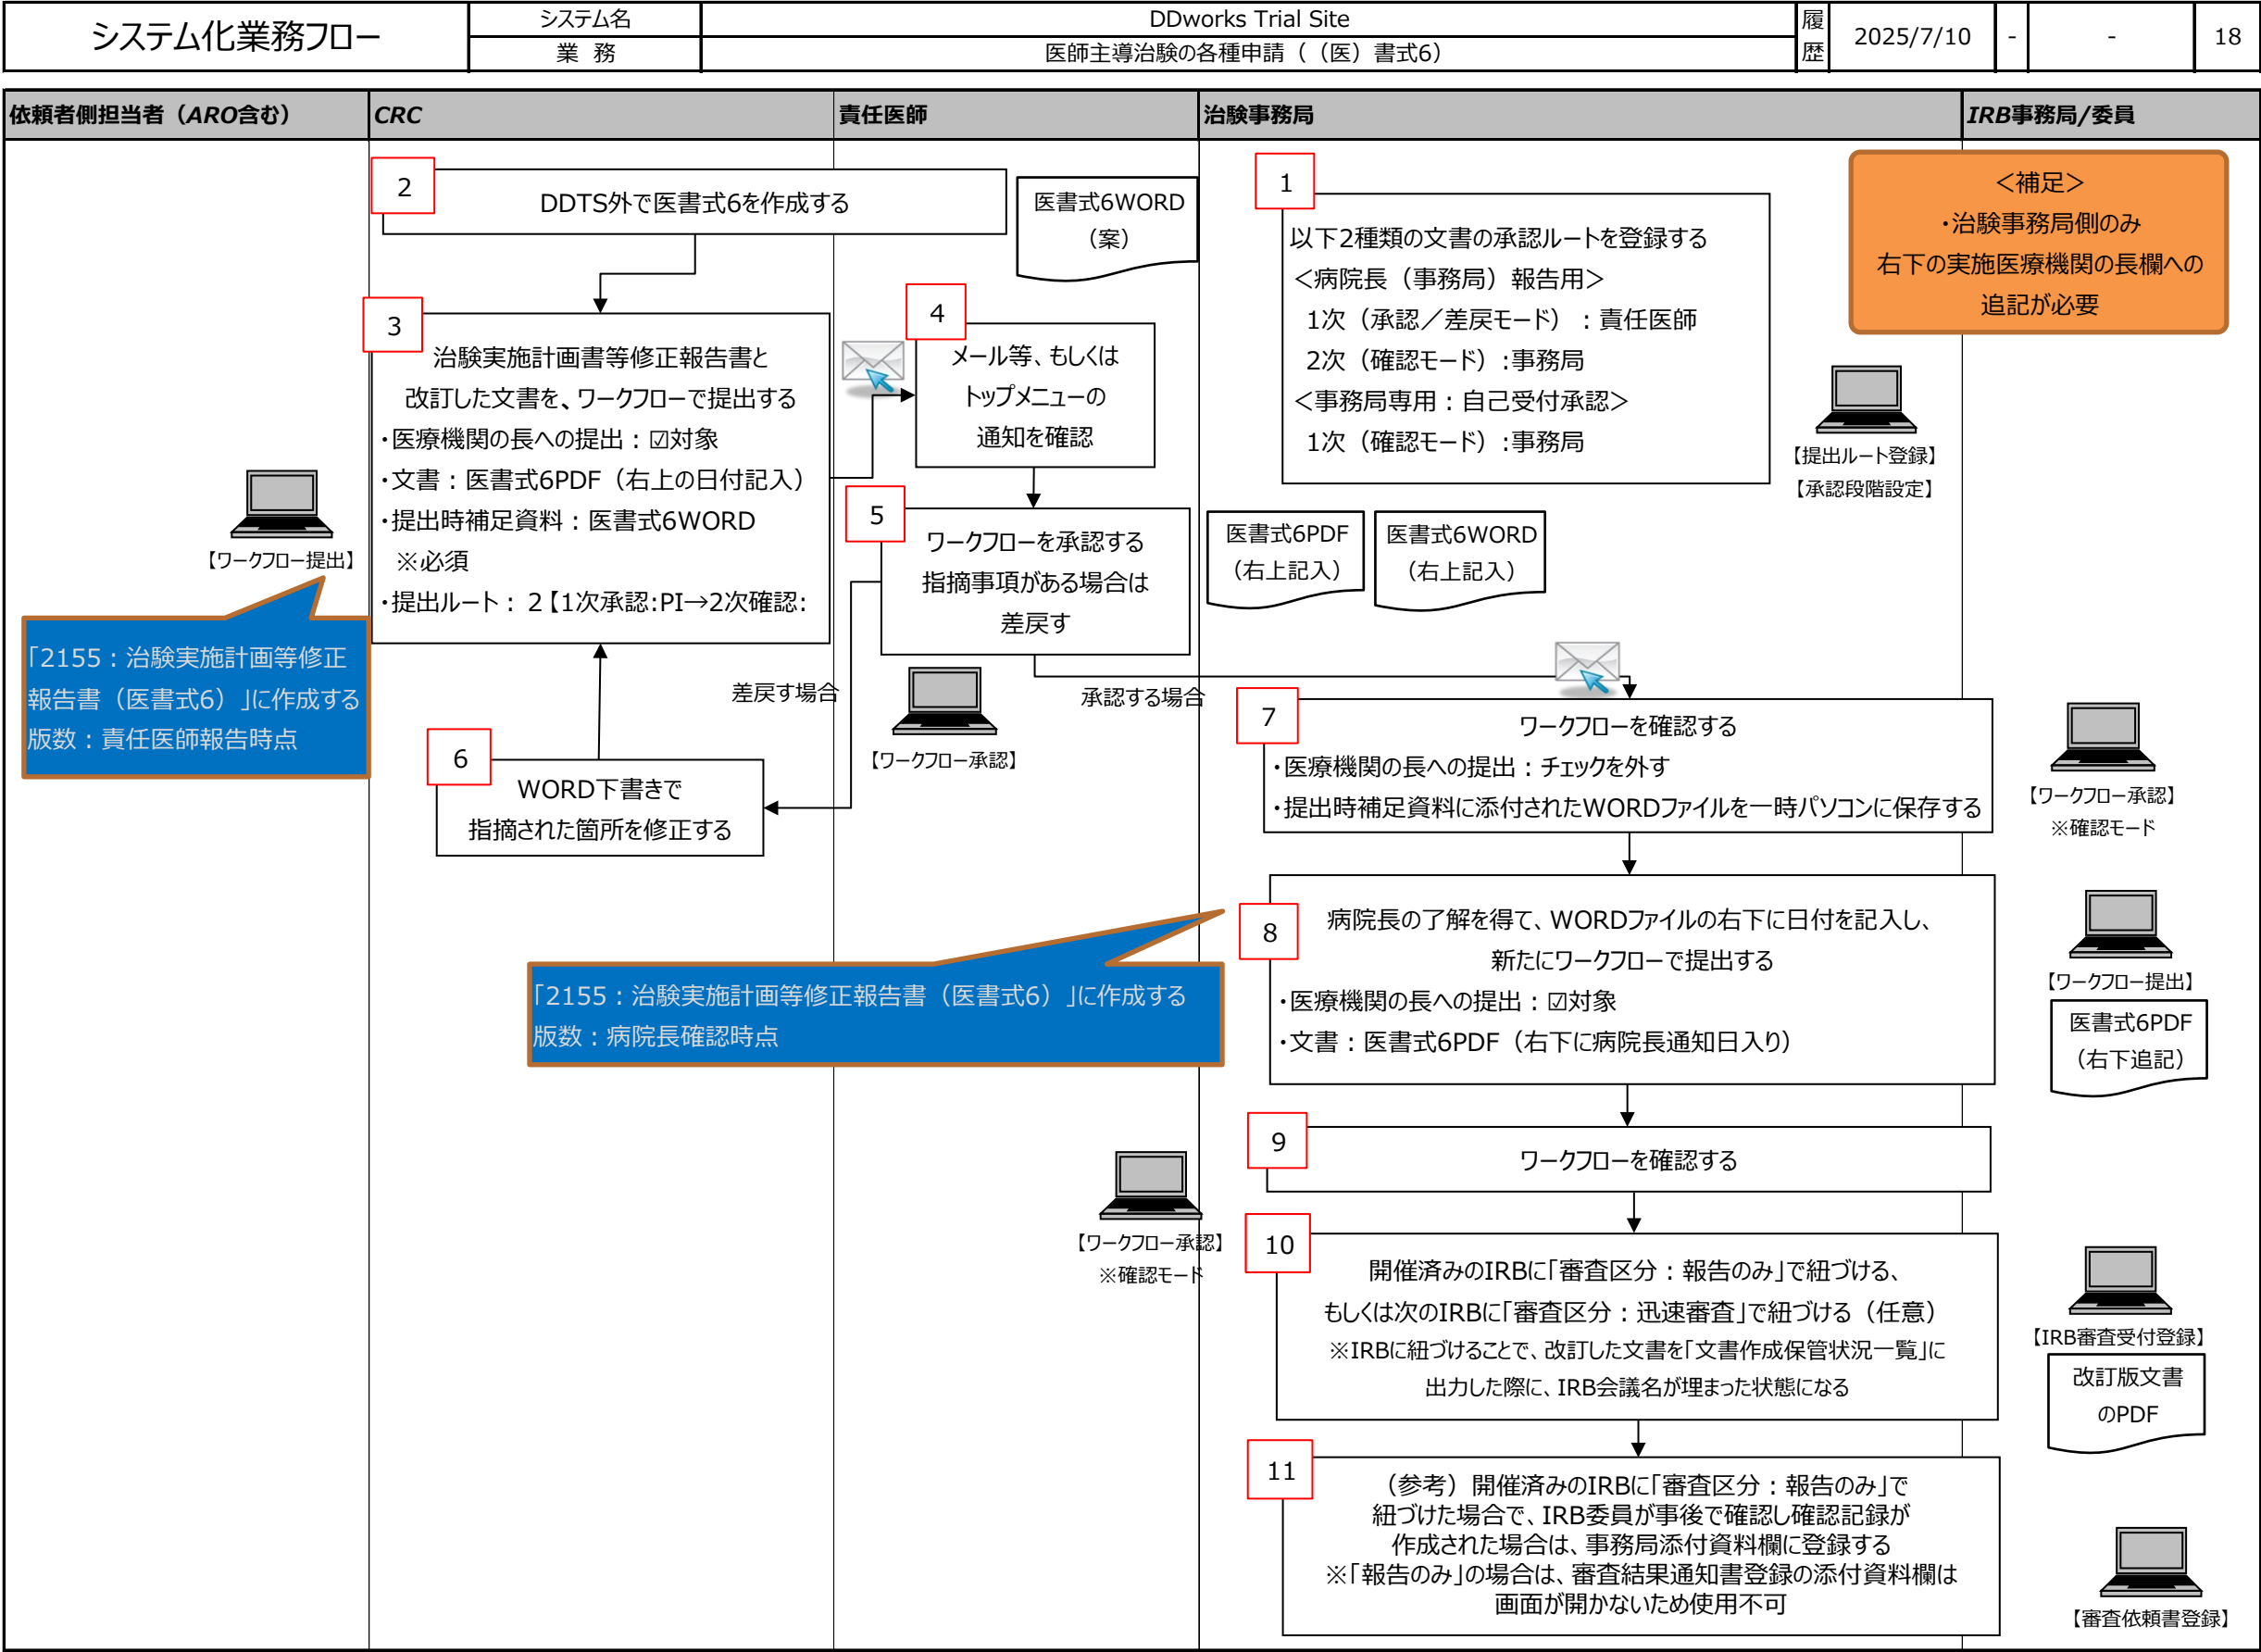 システム化業務フロー
システム名
DDworks Trial Site
業 務
医師主導治験の各種申請（（医）書式6）
履
歴
2025/7/10
-
-
18
依頼者側担当者（ARO含む）
CRC
責任医師
治験事務局
IRB事務局/委員
1
以下2種類の文書の承認ルートを登録する
＜病院長（事務局）報告用＞
1次（承認／差戻モード）：責任医師
2次（確認モード）:事務局
＜事務局専用：自己受付承認＞
1次（確認モード）:事務局
【提出ルート登録】
【承認段階設定】
＜補足＞
・治験事務局側のみ
右下の実施医療機関の長欄への
追記が必要
2
DDTS外で医書式6を作成する
医書式6WORD
（案）
3
治験実施計画書等修正報告書と
改訂した文書を、ワークフローで提出する
・医療機関の長への提出：☑対象
・文書：医書式6PDF（右上の日付記入）
・提出時補足資料：医書式6WORD
※必須
・提出ルート：２【1次承認:PI→2次確認:
【ワークフロー提出】
「2155：治験実施計画等修正
報告書（医書式6）」に作成する
版数：責任医師報告時点
4
メール等、もしくは
トップメニューの
通知を確認
5
ワークフローを承認する
指摘事項がある場合は
差戻す
医書式6PDF
（右上記入）
医書式6WORD
（右上記入）
差戻す場合
承認する場合
【ワークフロー承認】
6
WORD下書きで
指摘された箇所を修正する
7
ワークフローを確認する
・医療機関の長への提出：チェックを外す
・提出時補足資料に添付されたWORDファイルを一時パソコンに保存する
【ワークフロー承認】
※確認モード
8
病院長の了解を得て、WORDファイルの右下に日付を記入し、
新たにワークフローで提出する
・医療機関の長への提出：☑対象
・文書：医書式6PDF（右下に病院長通知日入り）
【ワークフロー提出】
医書式6PDF
（右下追記）
「2155：治験実施計画等修正報告書（医書式6）」に作成する
版数：病院長確認時点
9
ワークフローを確認する
【ワークフロー承認】
※確認モード
10
開催済みのIRBに「審査区分：報告のみ」で紐づける、
もしくは次のIRBに「審査区分：迅速審査」で紐づける（任意）
※IRBに紐づけることで、改訂した文書を「文書作成保管状況一覧」に
出力した際に、IRB会議名が埋まった状態になる
【IRB審査受付登録】
改訂版文書
のPDF
11
（参考）開催済みのIRBに「審査区分：報告のみ」で
紐づけた場合で、IRB委員が事後で確認し確認記録が
作成された場合は、事務局添付資料欄に登録する
※「報告のみ」の場合は、審査結果通知書登録の添付資料欄は
画面が開かないため使用不可
【審査依頼書登録】